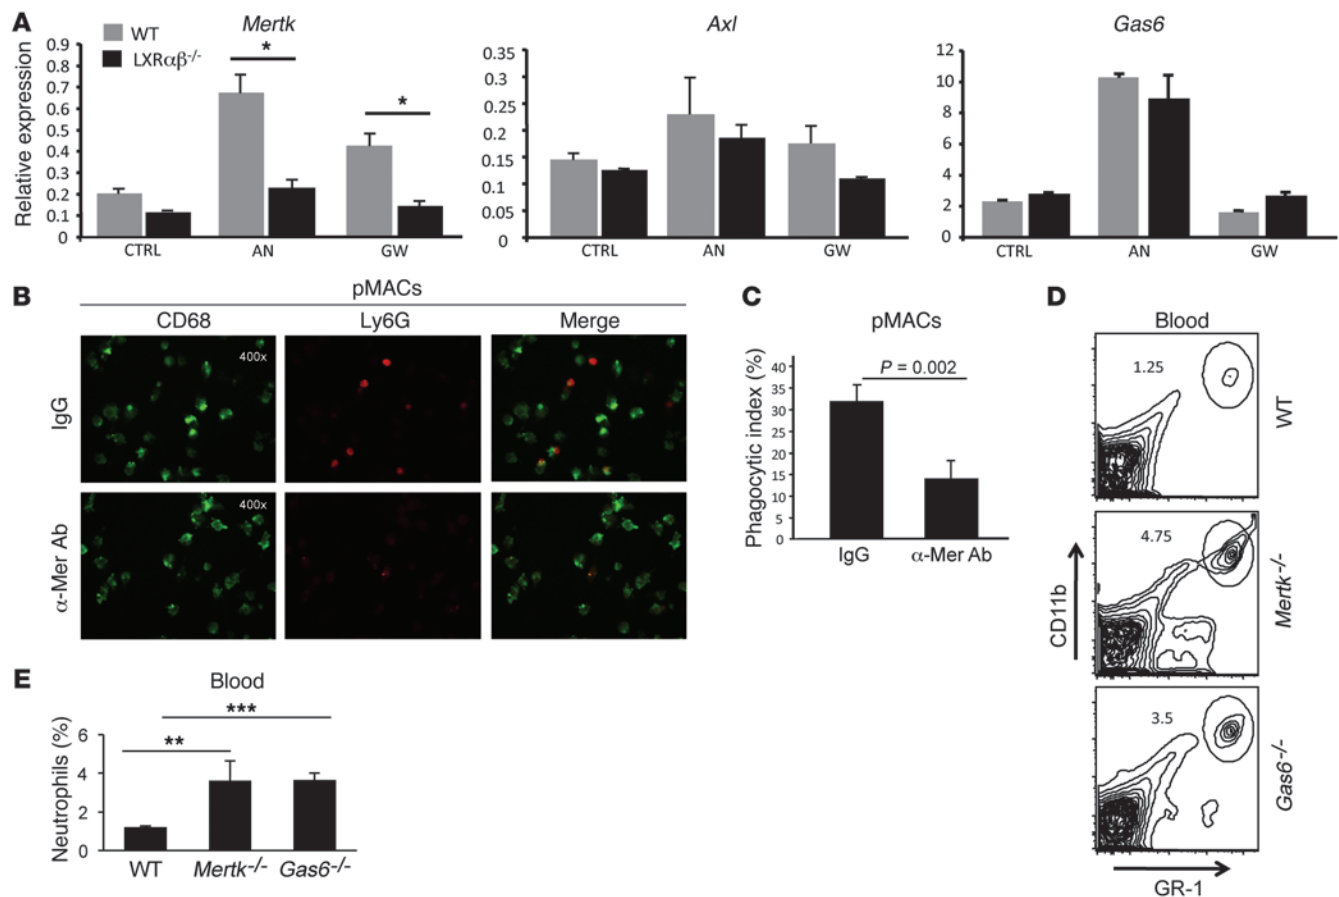 A
WT
LXRαβ-/-
Mertk
Relative expression
0.9
0.8
0.7
0.6
0.5
0.4
0.3
0.2
0.1
0
*
*
CTRL
AN
GW
Axl
0.35
0.3
0.25
0.2
0.15
0.1
0.05
0
CTRL
AN
GW
Gas6
12
10
8
6
4
2
0
CTRL
AN
GW
B
pMACs
CD68
Ly6G
Merge
IgG
400x
α-Mer Ab
400x
C
pMACs
P = 0.002
Phagocytic index (%)
40
35
30
25
20
15
10
5
0
IgG
α-Mer Ab
D
Blood
1.25
WT
4.75
Mertk-/-
3.5
Gas6-/-
CD11b
GR-1
E
Blood
***
**
Neutrophils (%)
6
4
2
0
WT
Mertk-/-
Gas6-/-